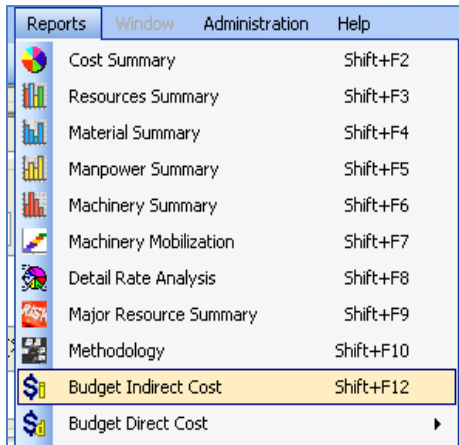 Reports Window Administration Help
Cost Summary Shift+F2
Resources Summary Shift+F3
Material Summary Shift+F4
Manpower Summary Shift+F5
Machinery Summary Shift+F6
Machinery Mobilization Shift+F7
Detail Rate Analysis Shift+F8
Major Resource Summary Shift+F9
Methodology Shift+F10
Budget Indirect Cost Shift+F12
Budget Direct Cost